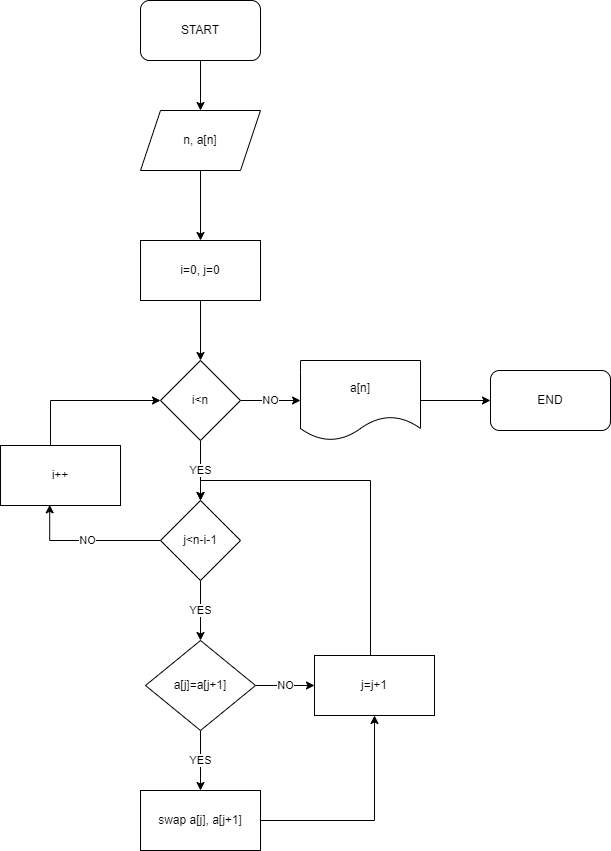 START
n, a[n]
i=0, j=0
i<n
NO
a[n]
END
YES
i++
j<n-i-1
NO
YES
a[j]=a[j+1]
NO
j=j+1
YES
swap a[j], a[j+1]